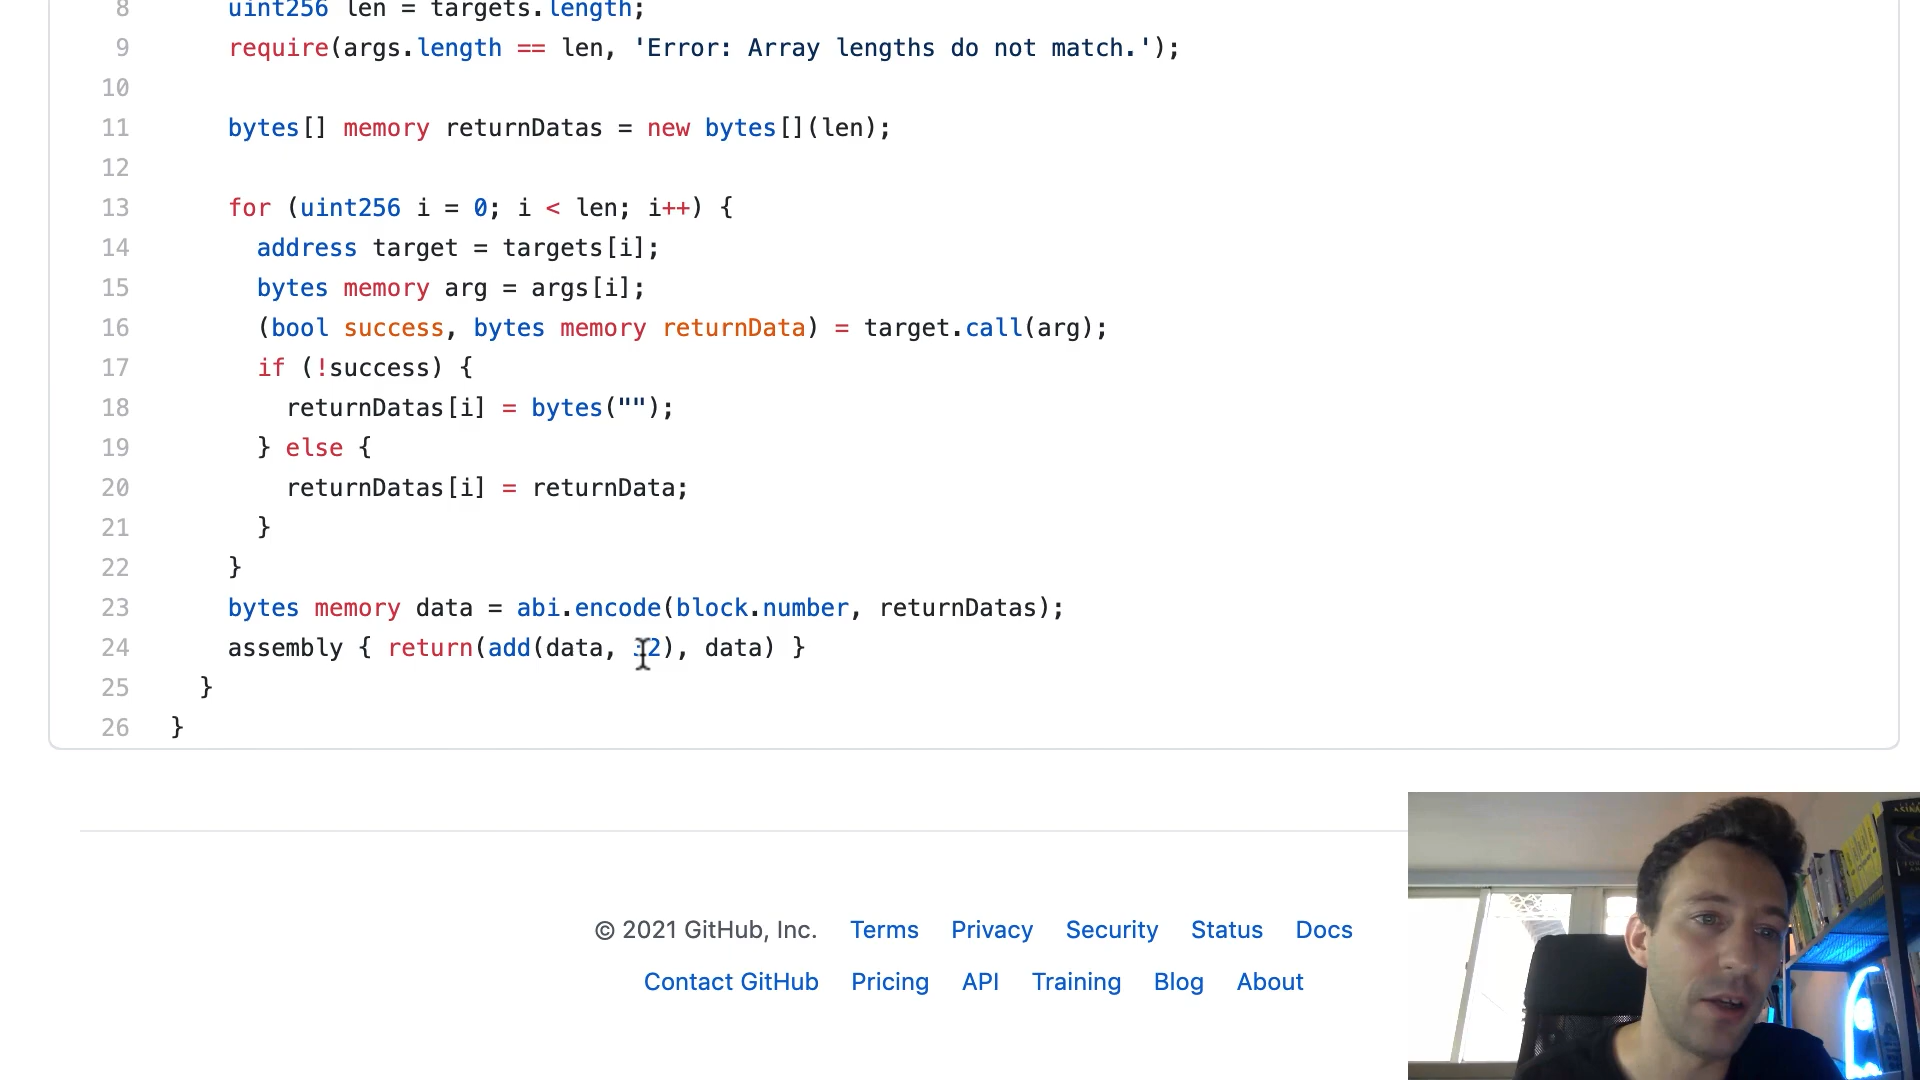 8 uint256 len = targets.length;
9 require(args.length == len, 'Error: Array lengths do not match.');
10
11 bytes[] memory returnDatas = new bytes[](len);
12
13 for (uint256 i = 0; i < len; i++) {
14 address target = targets[i];
15 bytes memory arg = args[i];
16 (bool success, bytes memory returnData) = target.call(arg);
17 if (!success) {
18 returnDatas[i] = bytes("");
19 } else {
20 returnDatas[i] = returnData;
21 }
22 }
23 bytes memory data = abi.encode(block.number, returnDatas);
24 assembly { return(add(data, 32), data) }
25 }
26 }
© 2021 GitHub, Inc. Terms Privacy Security Status Docs
Contact GitHub Pricing API Training Blog About